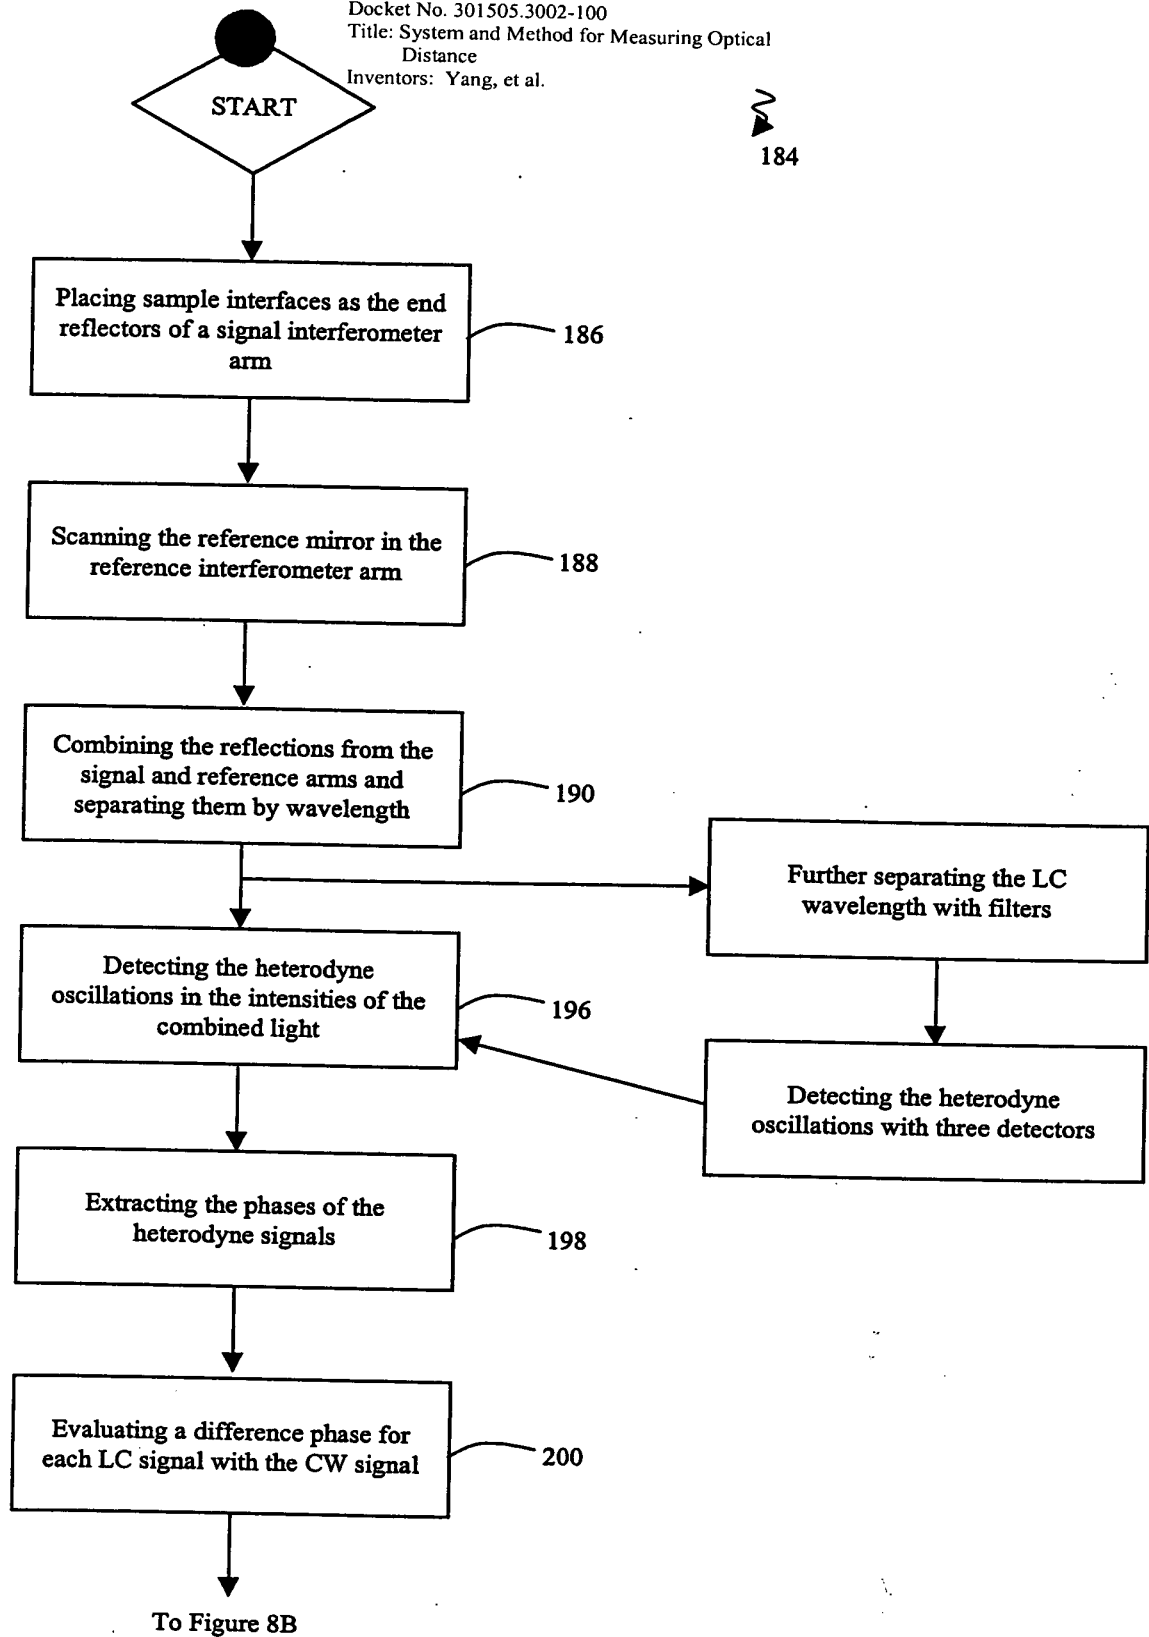 Docket No. 301505.3002-100
Title: System and Method for Measuring Optical
Distance
Inventors: Yang, et al.
START
184
Placing sample interfaces as the end
reflectors of a signal interferometer
arm
186
Scanning the reference mirror in the
reference interferometer arm
188
Combining the reflections from the
signal and reference arms and
separating them by wavelength
190
Further separating the LC
wavelength with filters
Detecting the heterodyne
oscillations in the intensities of the
combined light
196
Detecting the heterodyne
oscillations with three detectors
Extracting the phases of the
heterodyne signals
198
Evaluating a difference phase for
each LC signal with the CW signal
200
To Figure 8B